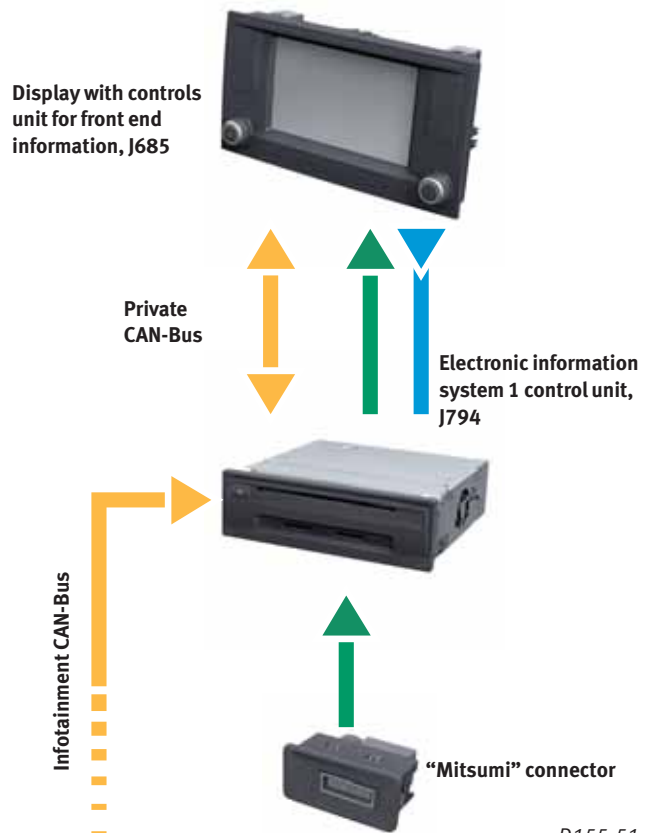 Display with controls
unit for front end
information, J685
Private
CAN-Bus
Electronic information
system 1 control unit,
J794
Infotainment CAN-Bus
“Mitsumi” connector